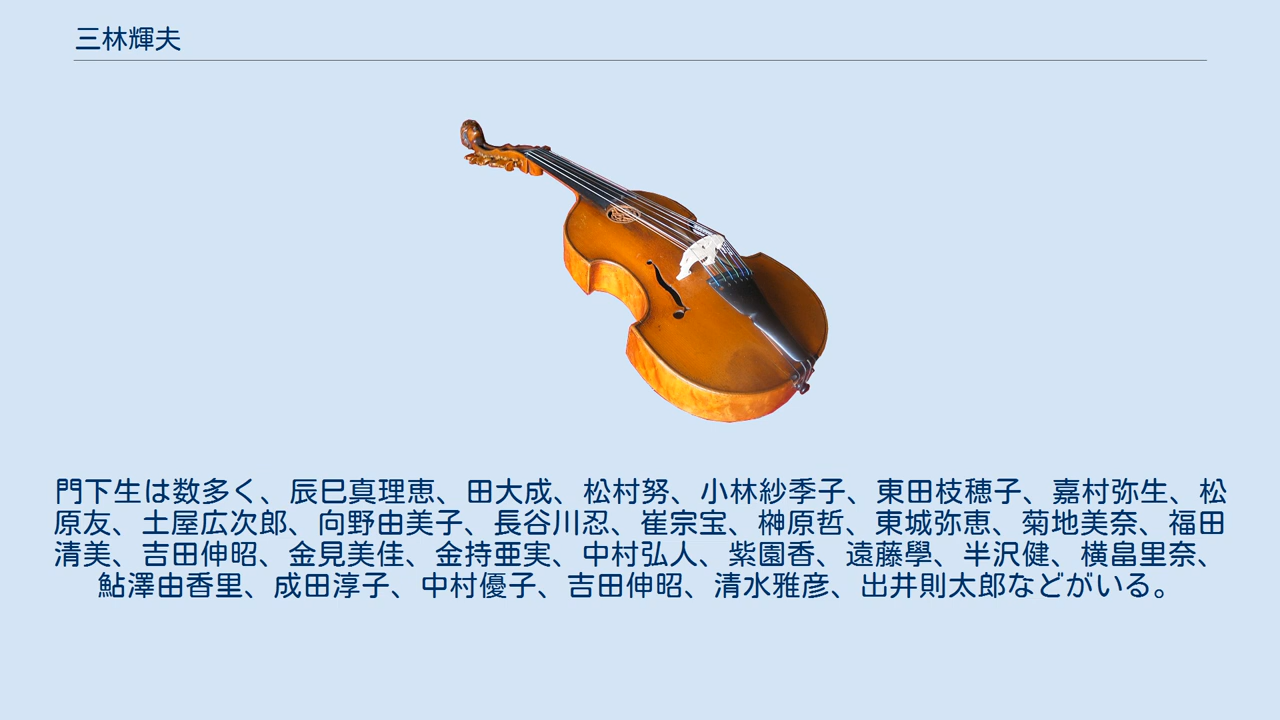 三林輝夫
門下生は数多く、辰巳真理恵、田大成、松村努、小林紗季子、東田枝穂子、嘉村弥生、松
原友、土屋広次郎、向野由美子、長谷川忍、崔宗宝、榊原哲、東城弥恵、菊地美奈、福田
清美、吉田伸昭、金見美佳、金持亜実、中村弘人、紫園香、遠藤學、半沢健、横畠里奈、
鮎澤由香里、成田淳子、中村優子、吉田伸昭、清水雅彦、出井則太郎などがいる。